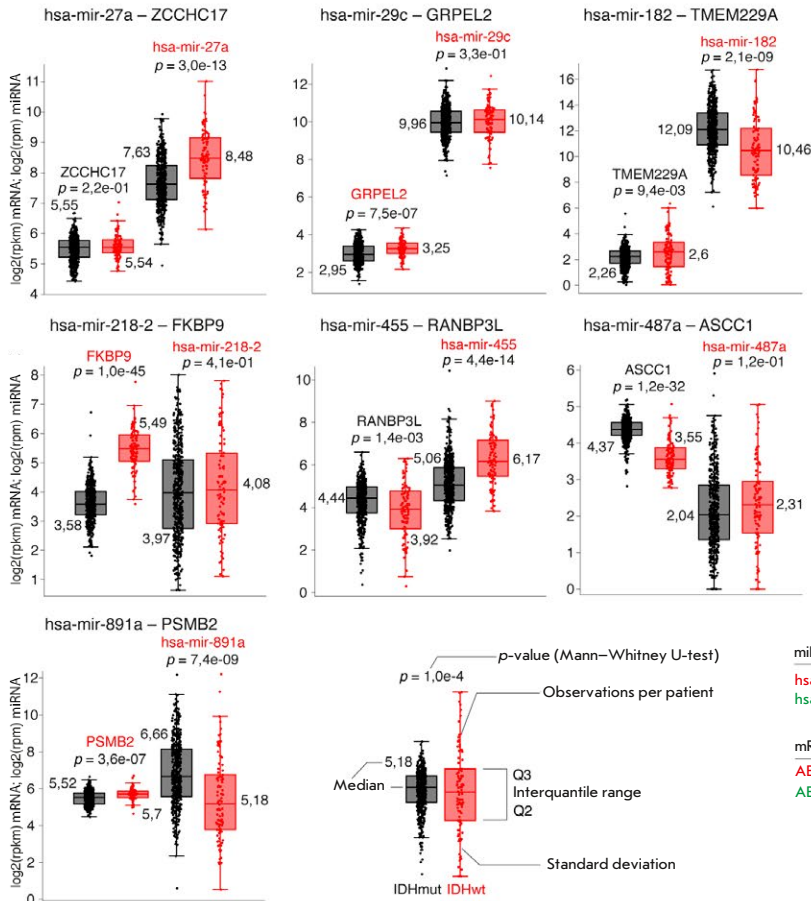 hsa-mir-27a – ZCCHC17
log2(rpkm) mRNA; log2(rpm) miRNA
11
10
9
8
7
6
5
4
hsa-mir-27a
p = 3,0e-13
ZCCHC17
p = 2,2e-01
5,55
5,54
7,63
8,48
hsa-mir-29c – GRPEL2
12
10
8
6
4
2
hsa-mir-29c
p = 3,3e-01
9,96
10,14
GRPEL2
p = 7,5e-07
2,95
3,25
hsa-mir-182 – TMEM229A
16
14
12
10
8
6
4
2
0
hsa-mir-182
p = 2,1e-09
12,09
10,46
TMEM229A
p = 9,4e-03
2,26
2,6
hsa-mir-218-2 – FKBP9
log2(rpkm) mRNA; log2(rpm) miRNA
8
7
6
5
4
3
2
1
FKBP9
p = 1,0e-45
hsa-mir-218-2
p = 4,1e-01
5,49
3,58
3,97
4,08
hsa-mir-455 – RANBP3L
10
8
6
4
2
0
hsa-mir-455
p = 4,4e-14
RANBP3L
p = 1,4e-03
4,44
5,06
3,92
6,17
hsa-mir-487a – ASCC1
6
5
4
3
2
1
0
hsa-mir-487a
p = 1,2e-01
ASCC1
p = 1,2e-32
4,37
3,55
2,04
2,31
hsa-mir-891a – PSMB2
log2(rpkm) mRNA; log2(rpm) miRNA
12
10
8
6
4
2
0
hsa-mir-891a
p = 7,4e-09
PSMB2
p = 3,6e-07
5,52
5,7
6,66
5,18
p-value (Mann–Whitney U-test)
p = 1,0e-4
Observations per patient
5,18
Median
Q3
Interquantile range
Q2
Standard deviation
IDHmut IDHwt
mi
hsa
hsa
mR
AE
AE